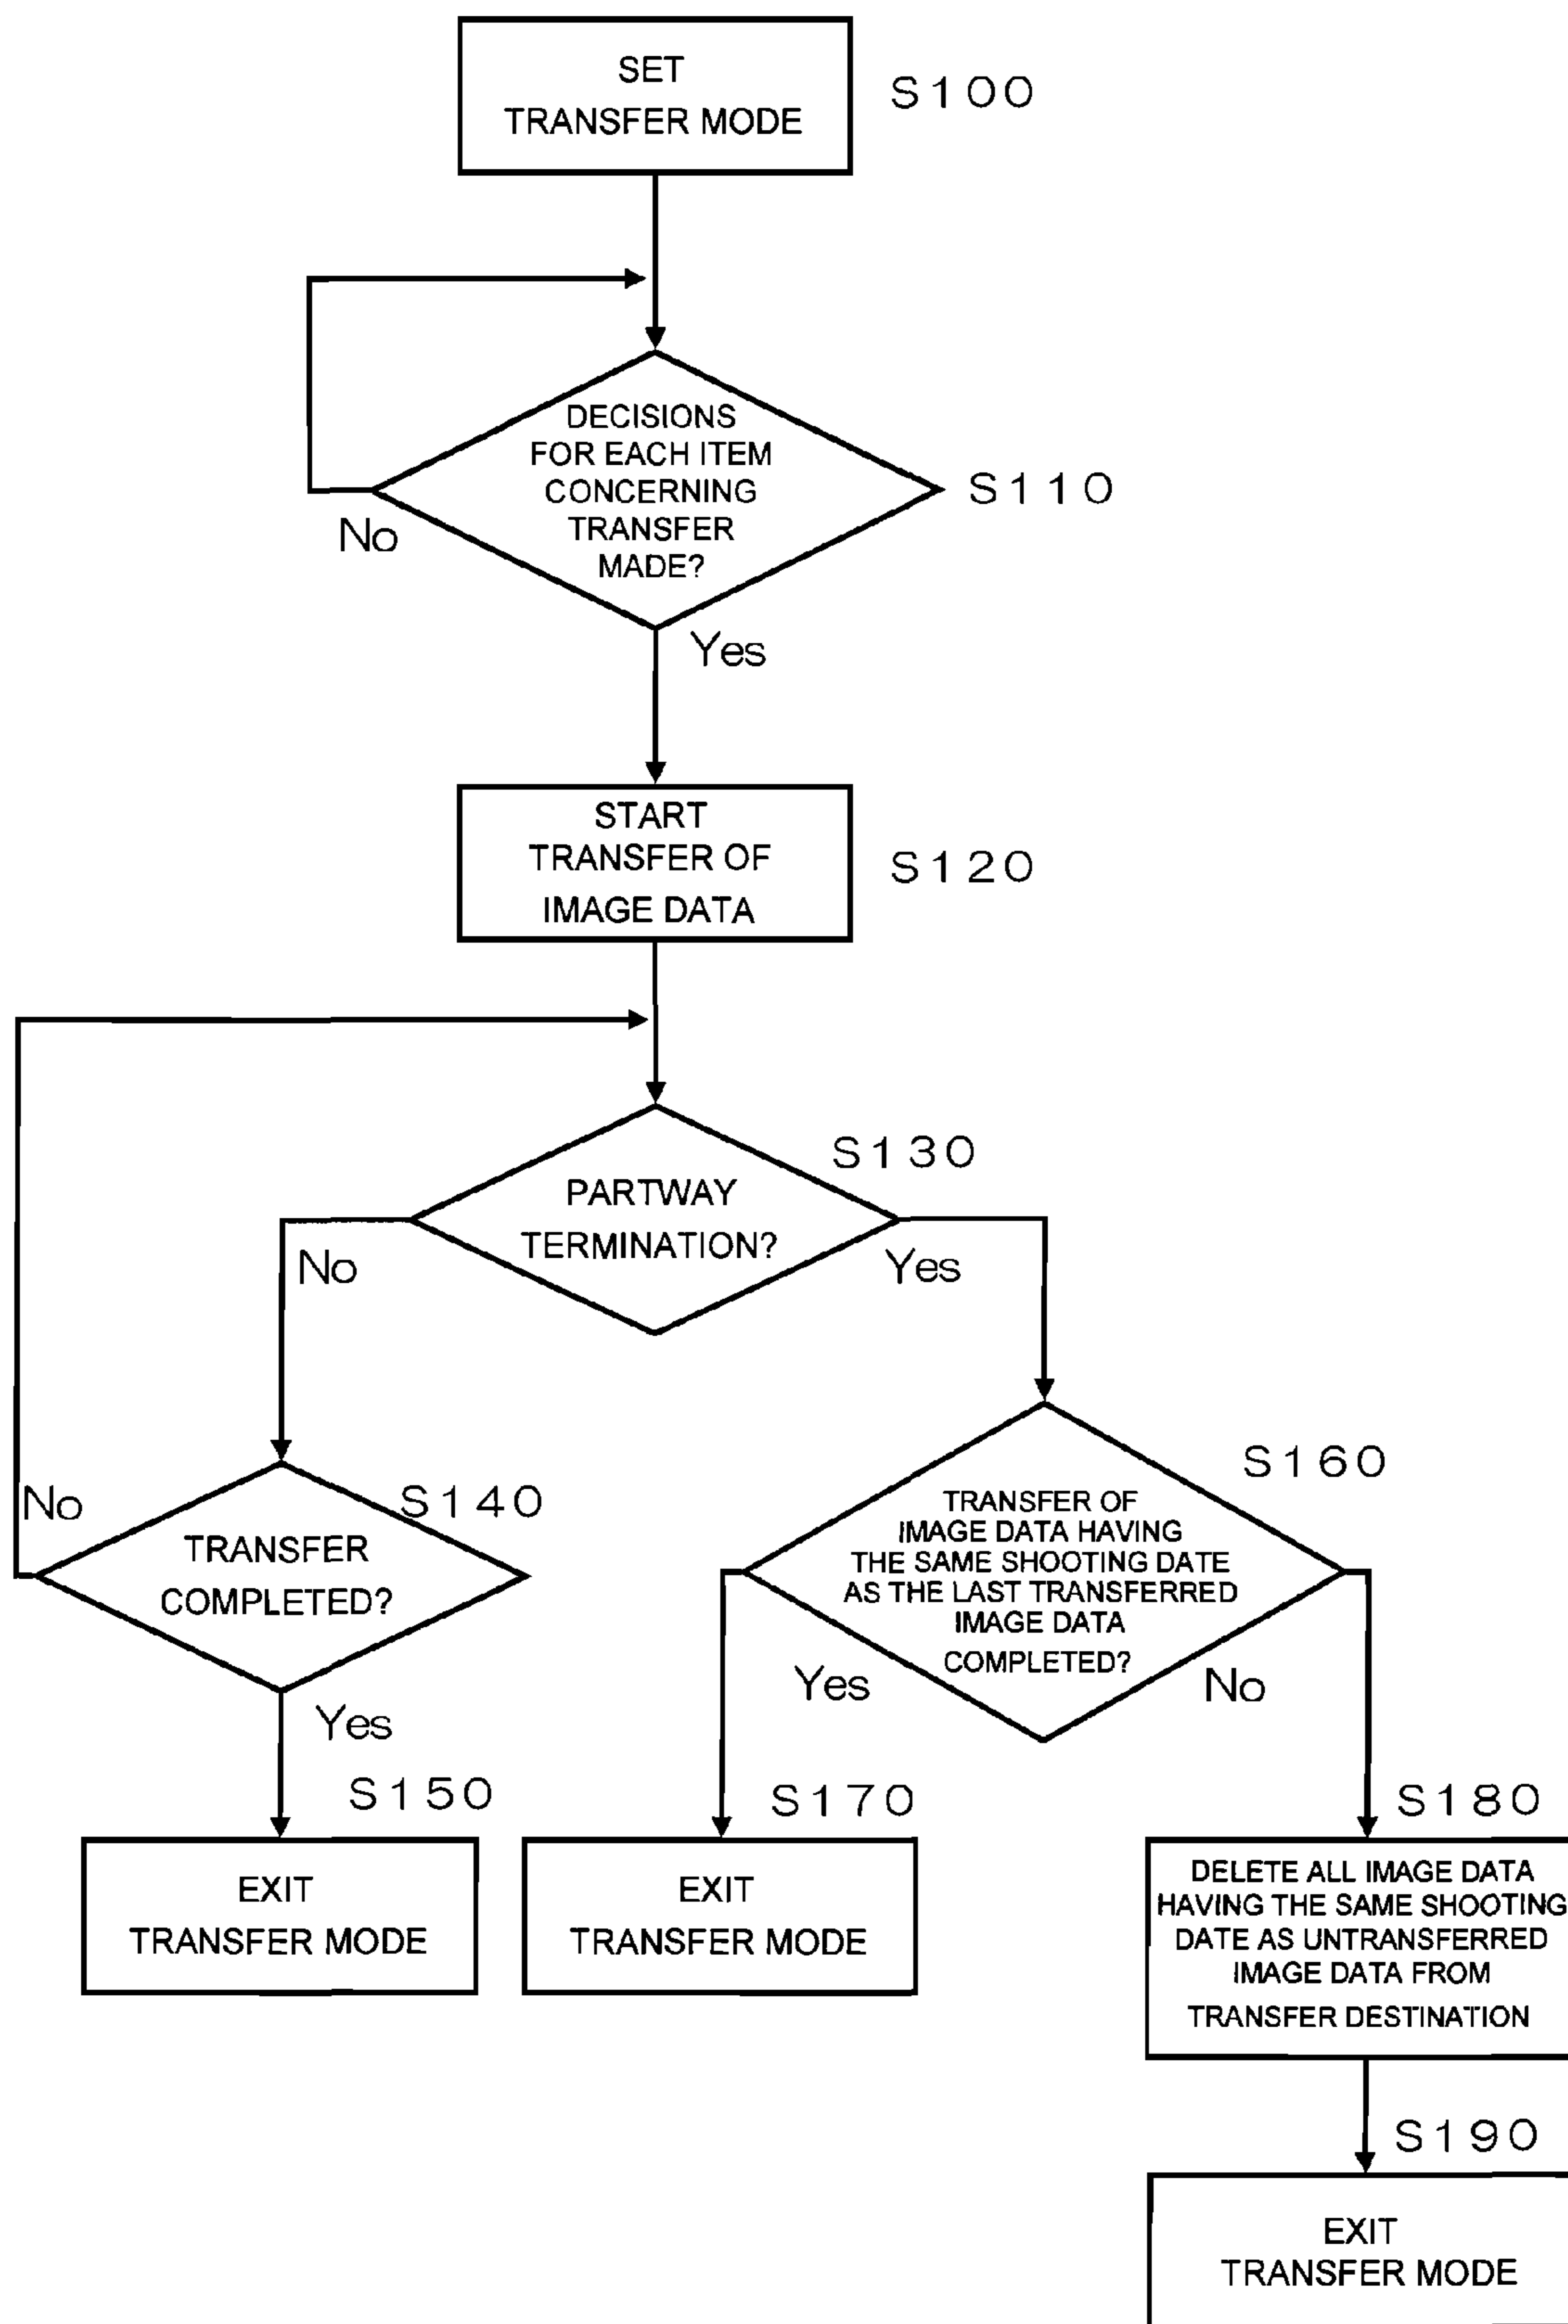 SET
TRANSFER MODE
S100
DECISIONS
FOR EACH ITEM
CONCERNING
TRANSFER
MADE?
S110
No
Yes
START
TRANSFER OF
IMAGE DATA
S120
S130
PARTWAY
TERMINATION?
No
Yes
S140
No
TRANSFER
COMPLETED?
Yes
S160
TRANSFER OF
IMAGE DATA HAVING
THE SAME SHOOTING DATE
AS THE LAST TRANSFERRED
IMAGE DATA
COMPLETED?
Yes
No
S150
EXIT
TRANSFER MODE
S170
EXIT
TRANSFER MODE
S180
DELETE ALL IMAGE DATA
HAVING THE SAME SHOOTING
DATE AS UNTRANSFERRED
IMAGE DATA FROM
TRANSFER DESTINATION
S190
EXIT
TRANSFER MODE